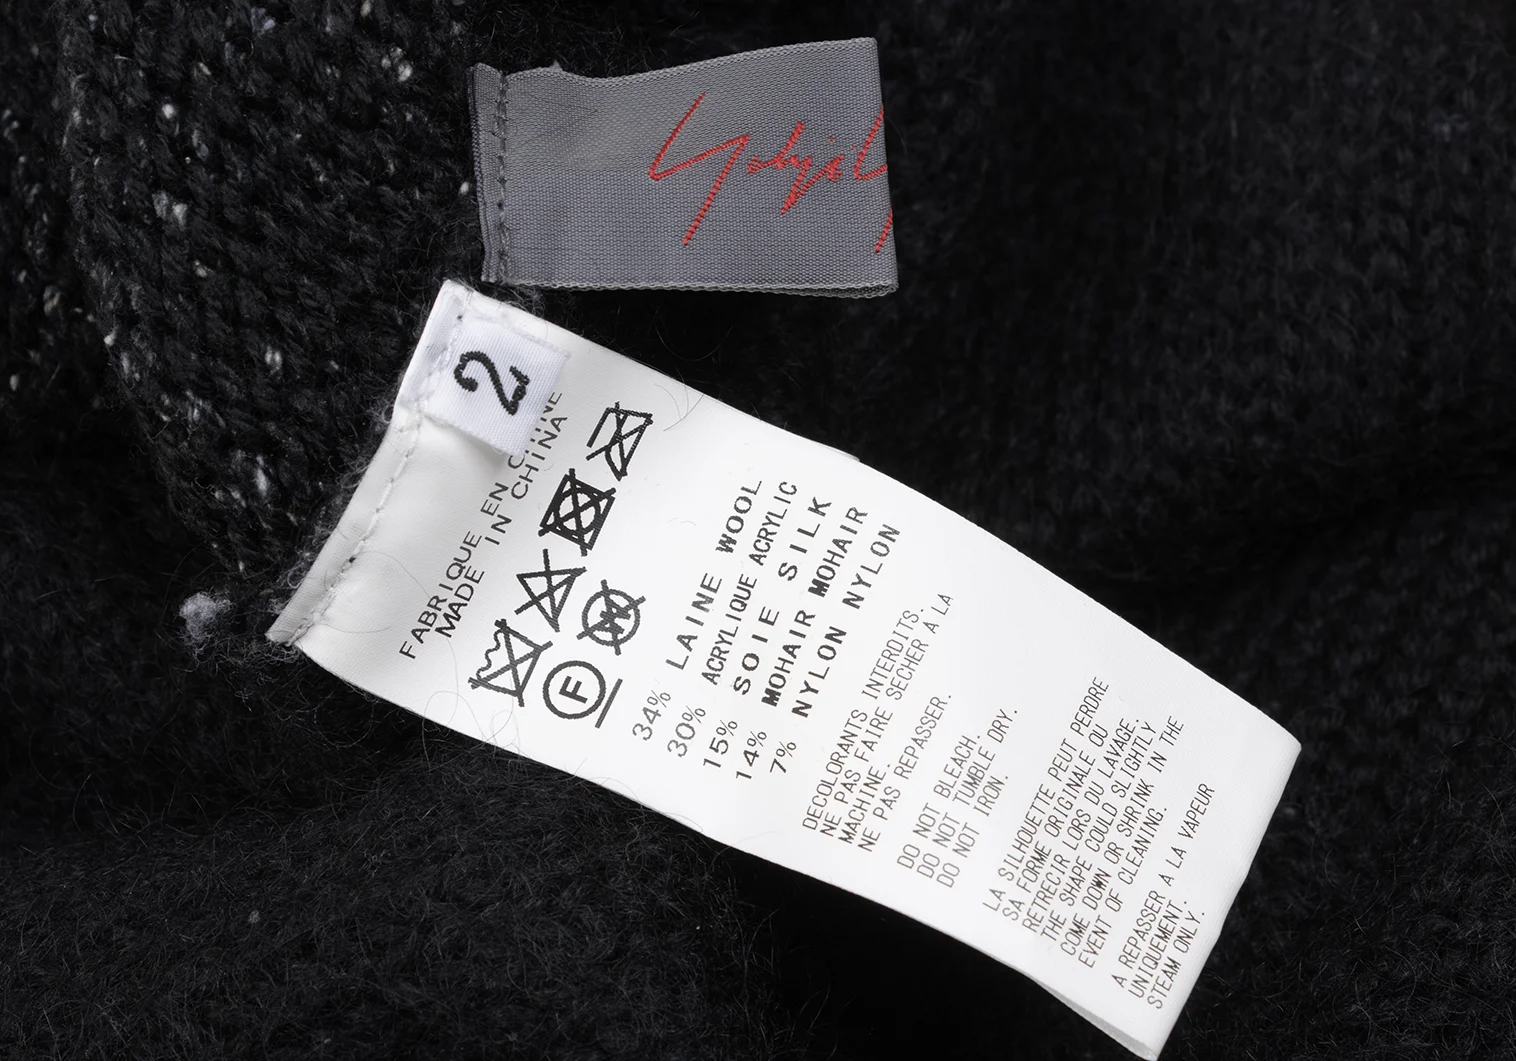 Yohji
2
FABRIQUE EN CHINE
MADE IN CHINA
W
F
34% LAINE WOOL
30% ACRYLIQUE ACRYLIC
15% SOIE SILK
14% MOHAIR MOHAIR
7% NYLON NYLON
DECOLORANTS INTERDITS.
NE PAS FAIRE SECHER A LA
MACHINE.
NE PAS REPASSER.
DO NOT BLEACH.
DO NOT TUMBLE DRY.
DO NOT IRON.
LA SILHOUETTE PEUT PERDRE
SA FORME ORIGINALE OU
RETRECIR LORS DU LAVAGE.
THE SHAPE COULD SLIGHTLY
COME DOWN OR SHRINK IN THE
EVENT OF CLEANING.
A REPASSER A LA VAPEUR
UNIQUEMENT.
STEAM ONLY.